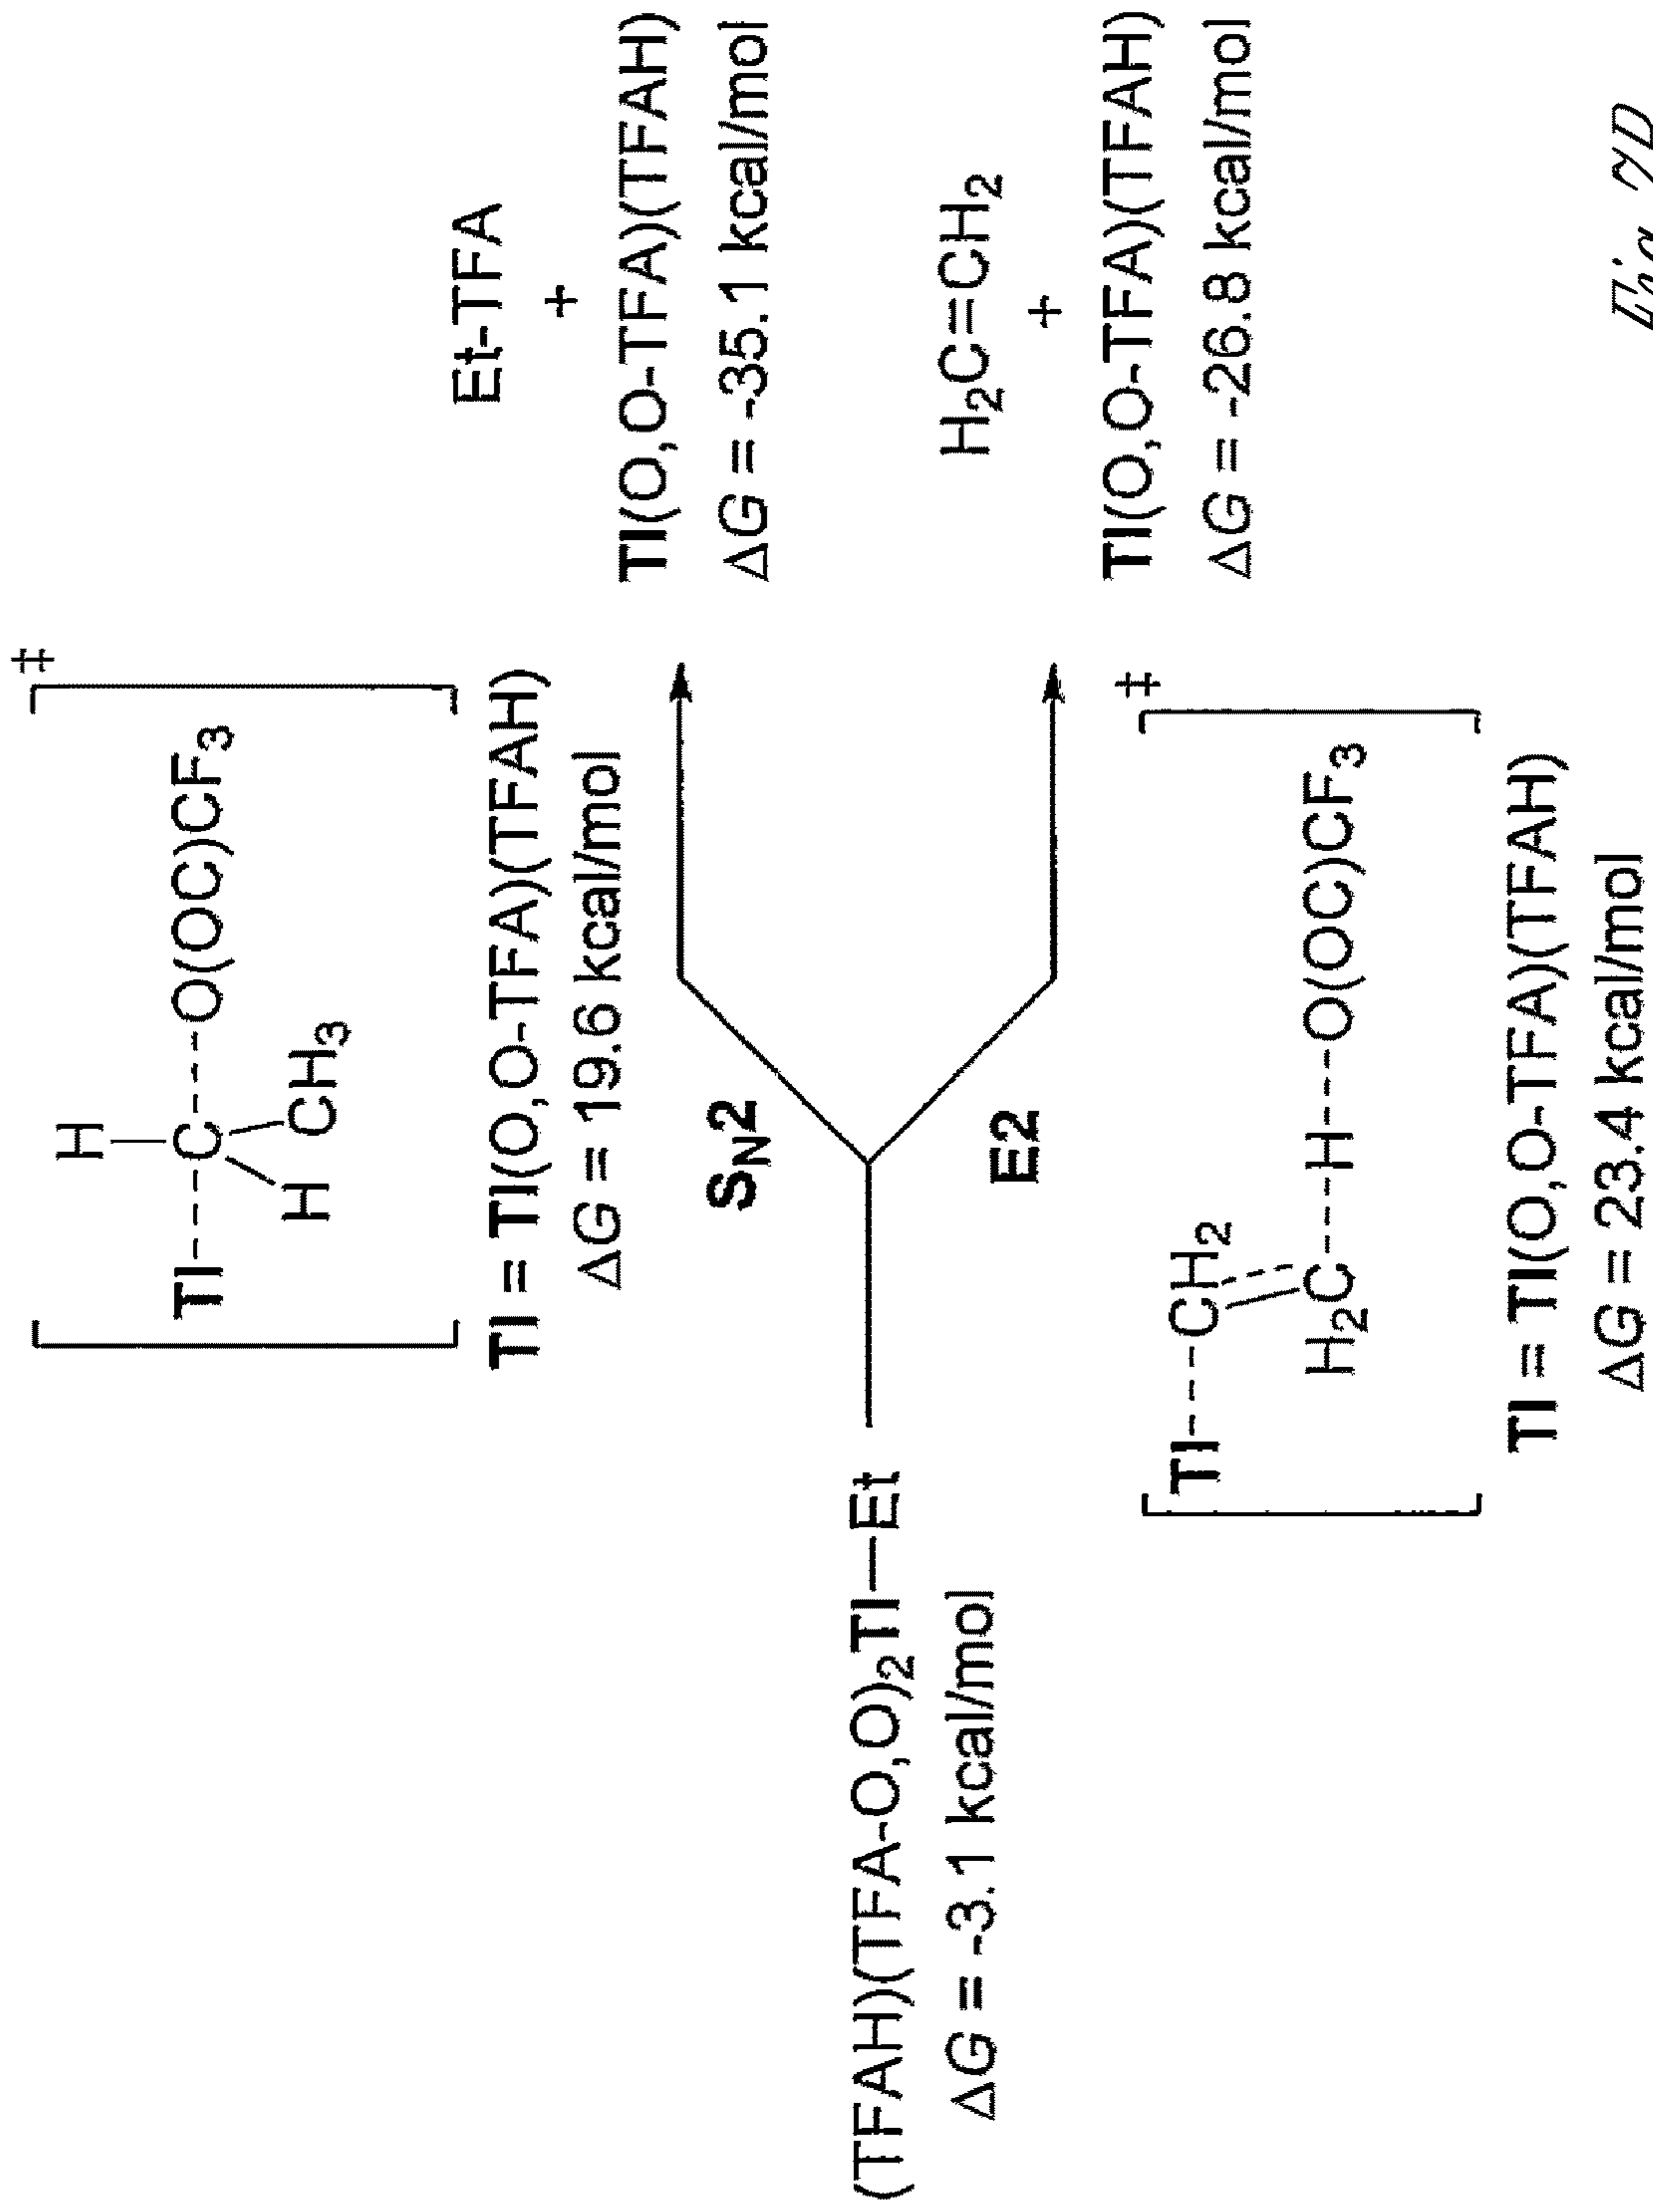 H ‡
Tl----C----O(OC)CF3
H CH3
Tl = Tl(O,O-TFA)(TFAH)
ΔG = 19.6 kcal/mol
SN2
Et-TFA
+
Tl(O,O-TFA)(TFAH)
ΔG = -35.1 kcal/mol
(TFAH)(TFA-O,O)2Tl—Et
ΔG = -3.1 kcal/mol
E2
H2C=CH2
+
Tl(O,O-TFA)(TFAH)
ΔG = -26.8 kcal/mol
‡
Tl---CH2
H2C---H---O(OC)CF3
Tl = Tl(O,O-TFA)(TFAH)
ΔG = 23.4 kcal/mol
Fig. 7D